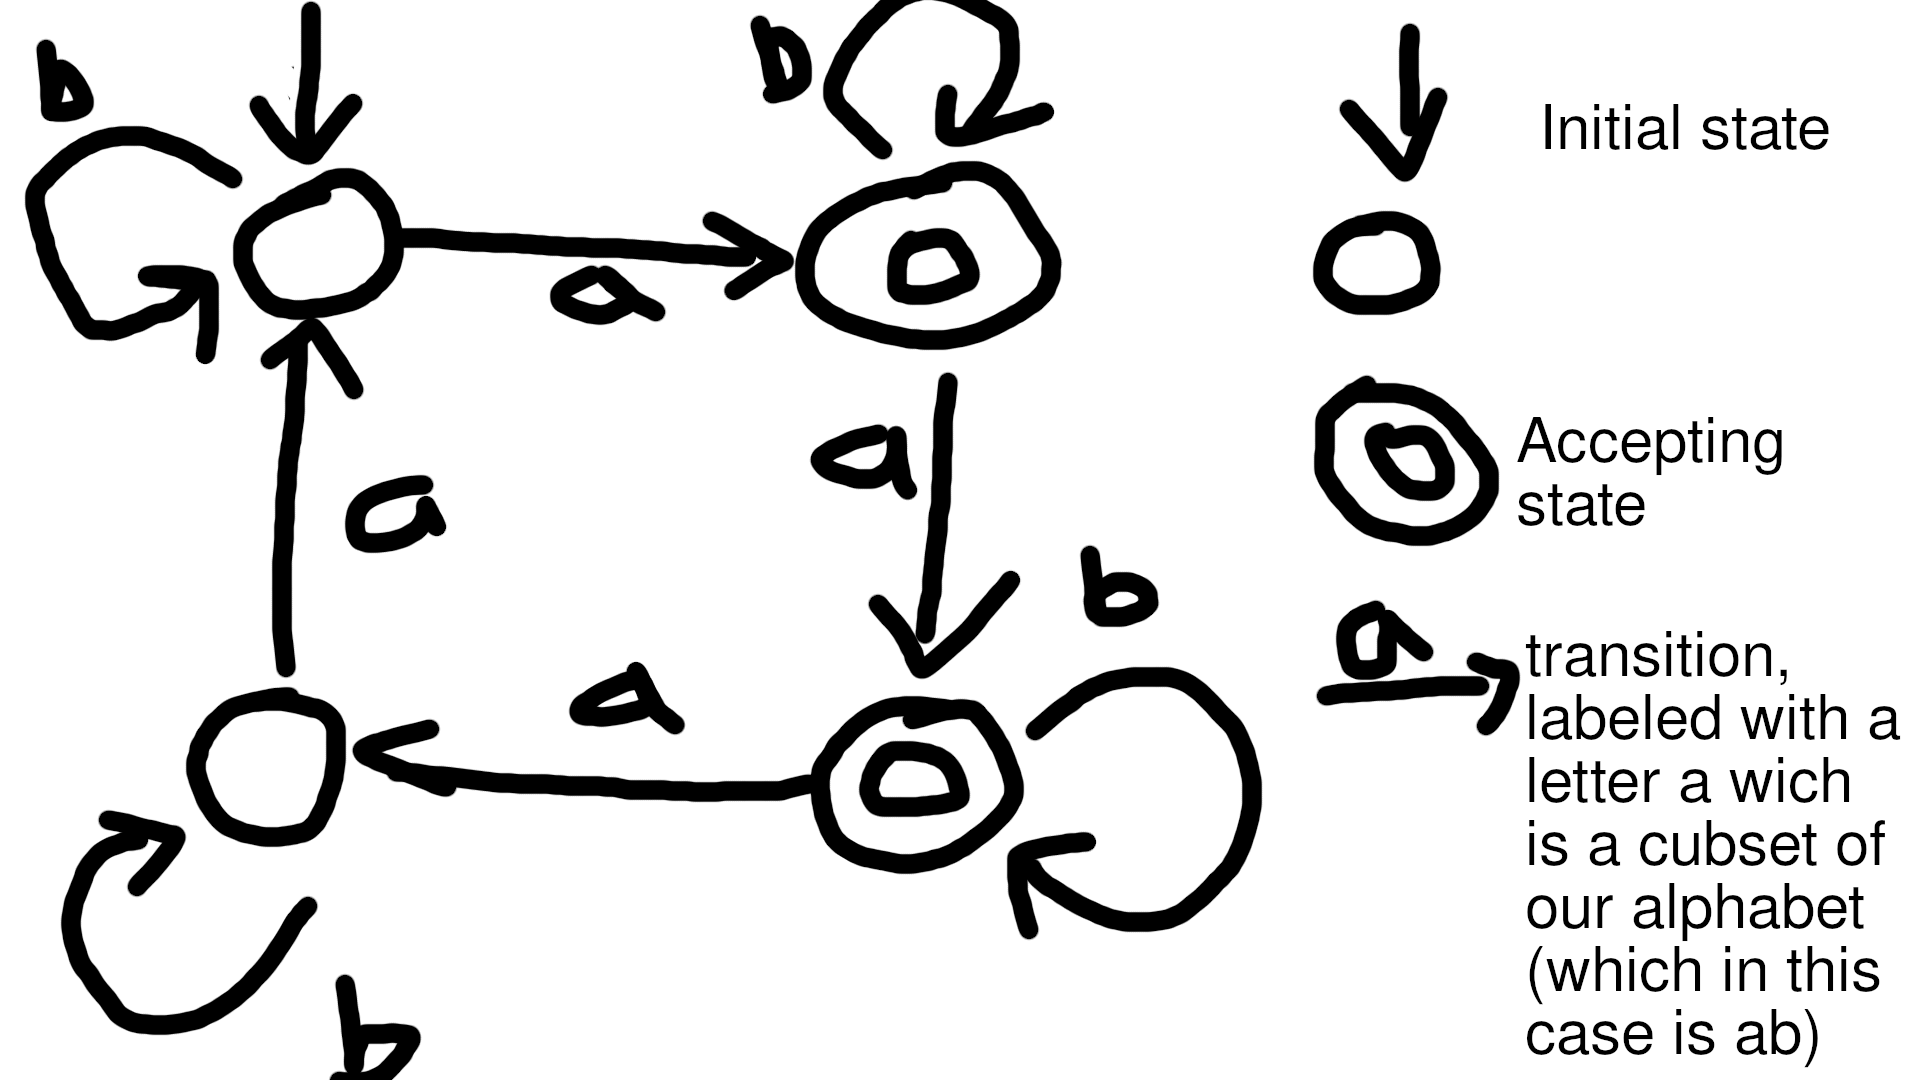 b
b
Initial state
a
Accepting
state
a
a
b
a
a
transition,
labeled with a
letter a wich
is a cubset of
our alphabet
(which in this
case is ab)
b